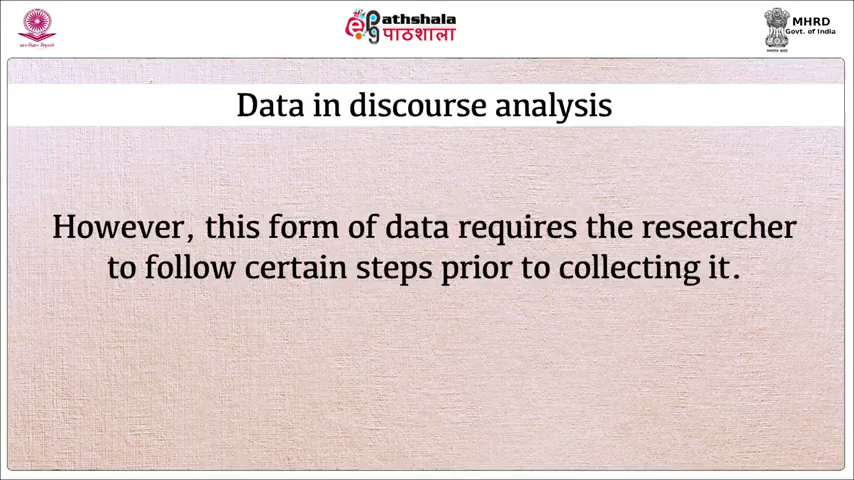 ePathshala
पाठशाला
MHRD
Govt. of India
Data in discourse analysis
However, this form of data requires the researcher
to follow certain steps prior to collecting it.